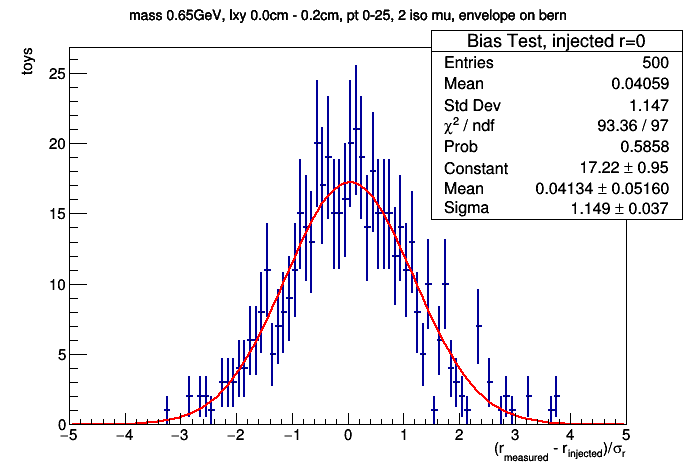 mass 0.65GeV, lxy 0.0cm - 0.2cm, pt 0-25, 2 iso mu, envelope on bern
toys
Bias Test, injected r=0
Entries 500
Mean 0.04059
Std Dev 1.147
χ² / ndf 93.36 / 97
Prob 0.5858
Constant 17.22 ± 0.95
Mean 0.04134 ± 0.05160
Sigma 1.149 ± 0.037
20
15
10
5
0
−5 −4 −3 −2 −1 0 1 2 3 4 5
(r_measured - r_injected)/σ_r